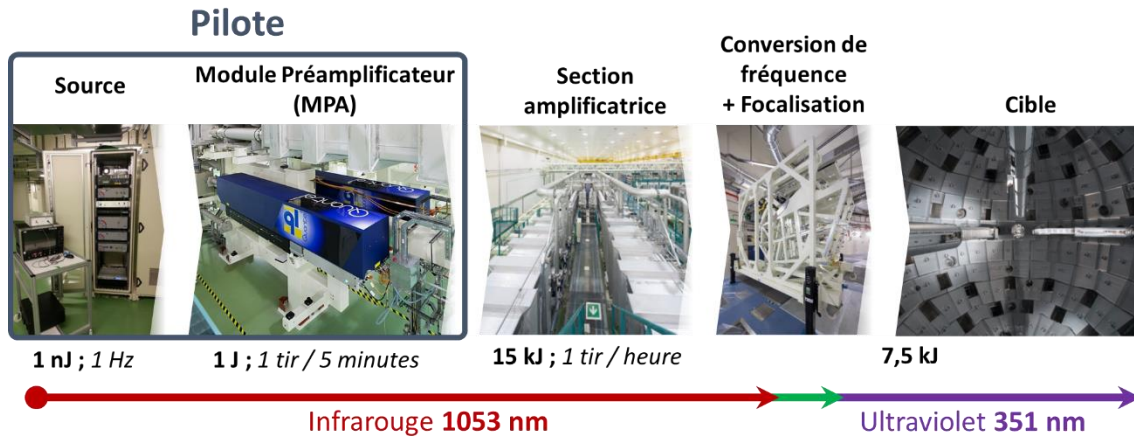 Pilote
Source
Module Préamplificateur
(MPA)
Section
amplificatrice
Conversion de
fréquence
+ Focalisation
Cible
1 nJ ; 1 Hz
1 J ; 1 tir / 5 minutes
15 kJ ; 1 tir / heure
7,5 kJ
Infrarouge 1053 nm
Ultraviolet 351 nm